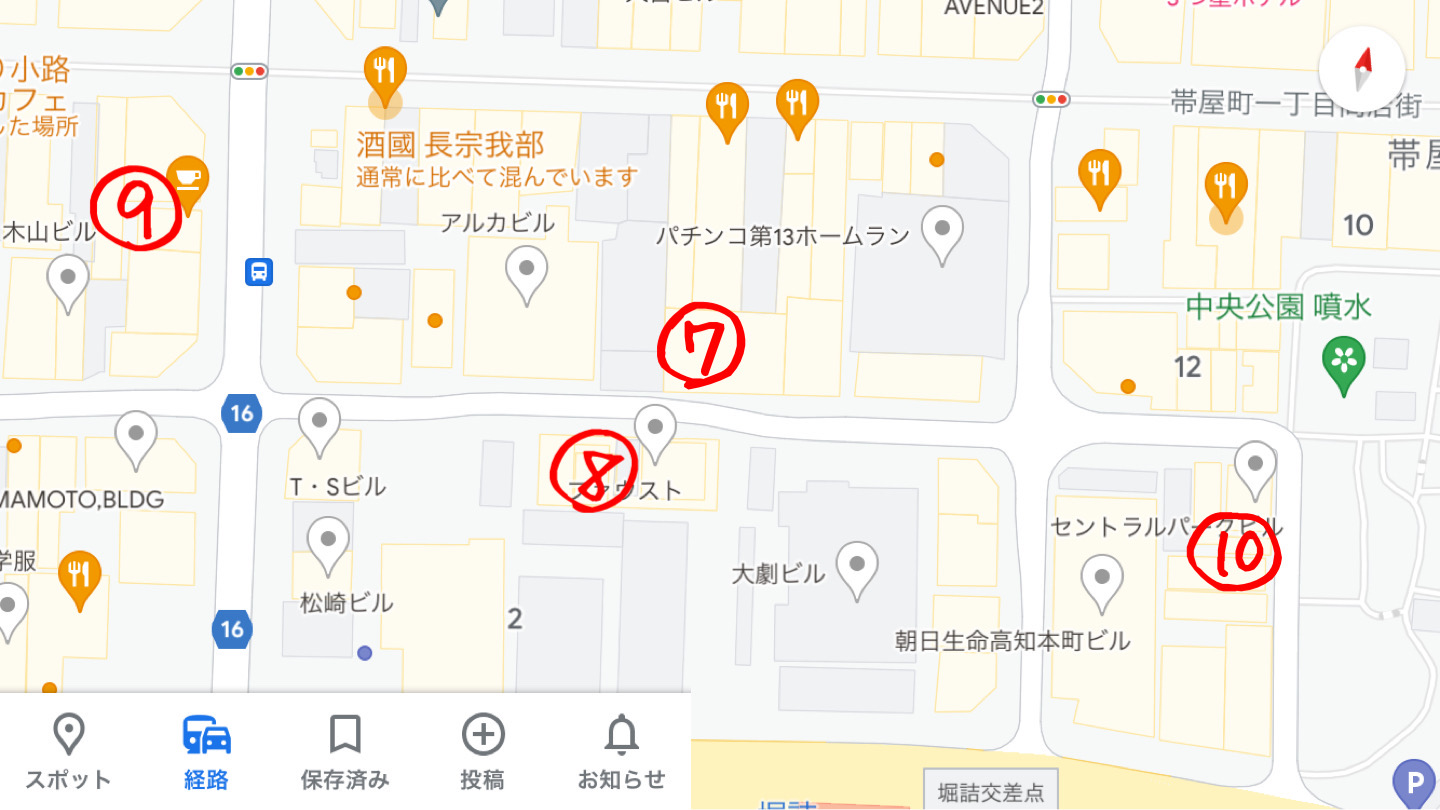 AVENUE2
小路
カフェ
した場所
酒國 長宗我部
通常に比べて混んでいます
帯屋町一丁目商店街
帯屋
10
⑨
木山ビル
アルカビル
パチンコ第13ホームラン
中央公園 噴水
⑦
12
16
T・Sビル
⑧
ファウスト
MAMOTO,BLDG
学服
セントラルパークビル
⑩
大劇ビル
松崎ビル
2
16
朝日生命高知本町ビル
スポット
経路
保存済み
投稿
お知らせ
堀詰
堀詰交差点
P